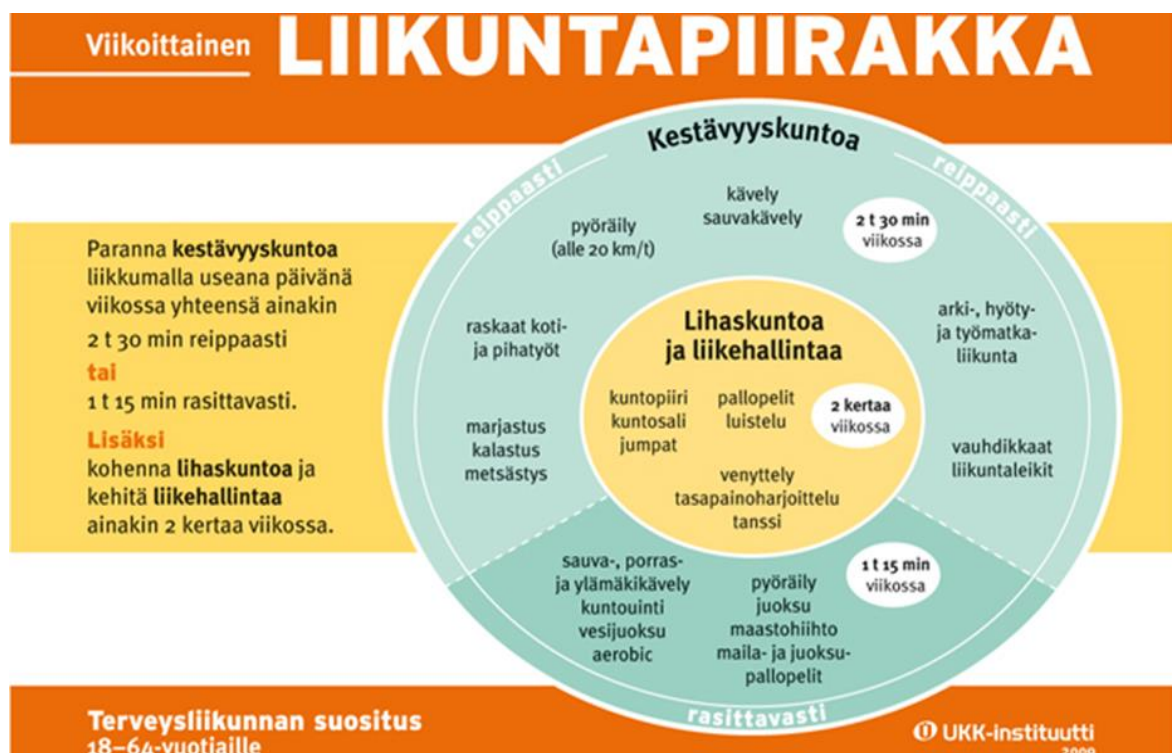 Viikoittainen LIIKUNTAPIIRAKKA
Paranna kestävyyskuntoa
liikkumalla useana päivänä
viikossa yhteensä ainakin
2 t 30 min reippaasti
tai
1 t 15 min rasittavasti.
Lisäksi
kohenna lihaskuntoa ja
kehitä liikehallintaa
ainakin 2 kertaa viikossa.
Kestävyyskuntoa
reippaasti
reippaasti
kävely
sauvakävely
2 t 30 min
viikossa
pyöräily
(alle 20 km/t)
raskaat koti-
ja pihatyöt
marjastus
kalastus
metsästys
arki-, hyöty-
ja työmatka-
liikunta
vauhdikkaat
liikuntaleikit
Lihaskuntoa
ja liikehallintaa
kuntopiiri
kuntosali
jumpat
pallopelit
luistelu
2 kertaa
viikossa
venyttely
tasapainoharjoittelu
tanssi
sauva-, porras-
ja ylämäkikävely
kuntouinti
vesijuoksu
aerobic
pyöräily
juoksu
maastohiihto
maila- ja juoksu-
pallopelit
1 t 15 min
viikossa
rasittavasti
Terveysliikunnan suositus
18–64-vuotiaille
UKK-instituutti
2009